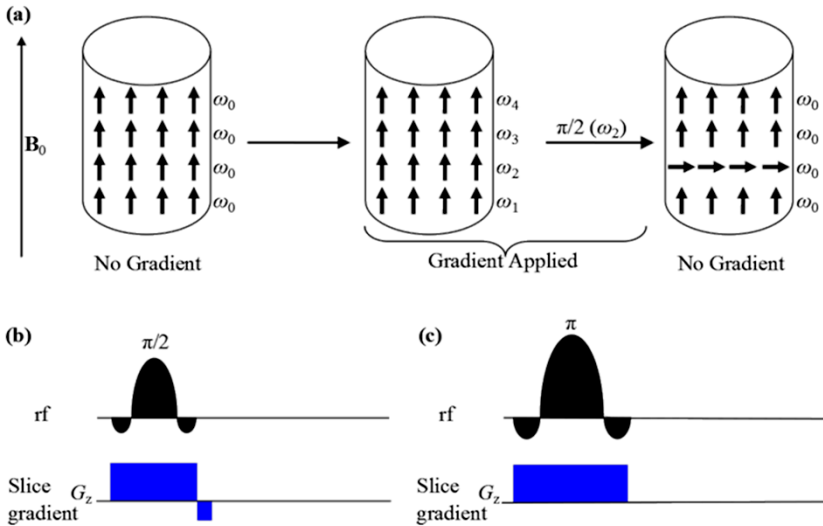 (a)
B0
ω0
ω0
ω0
ω0
No Gradient
ω4
ω3
ω2
ω1
π/2 (ω2)
Gradient Applied
ω0
ω0
ω0
ω0
No Gradient
(b)
π/2
rf
Slice
gradient
Gz
(c)
π
rf
Slice
gradient
Gz